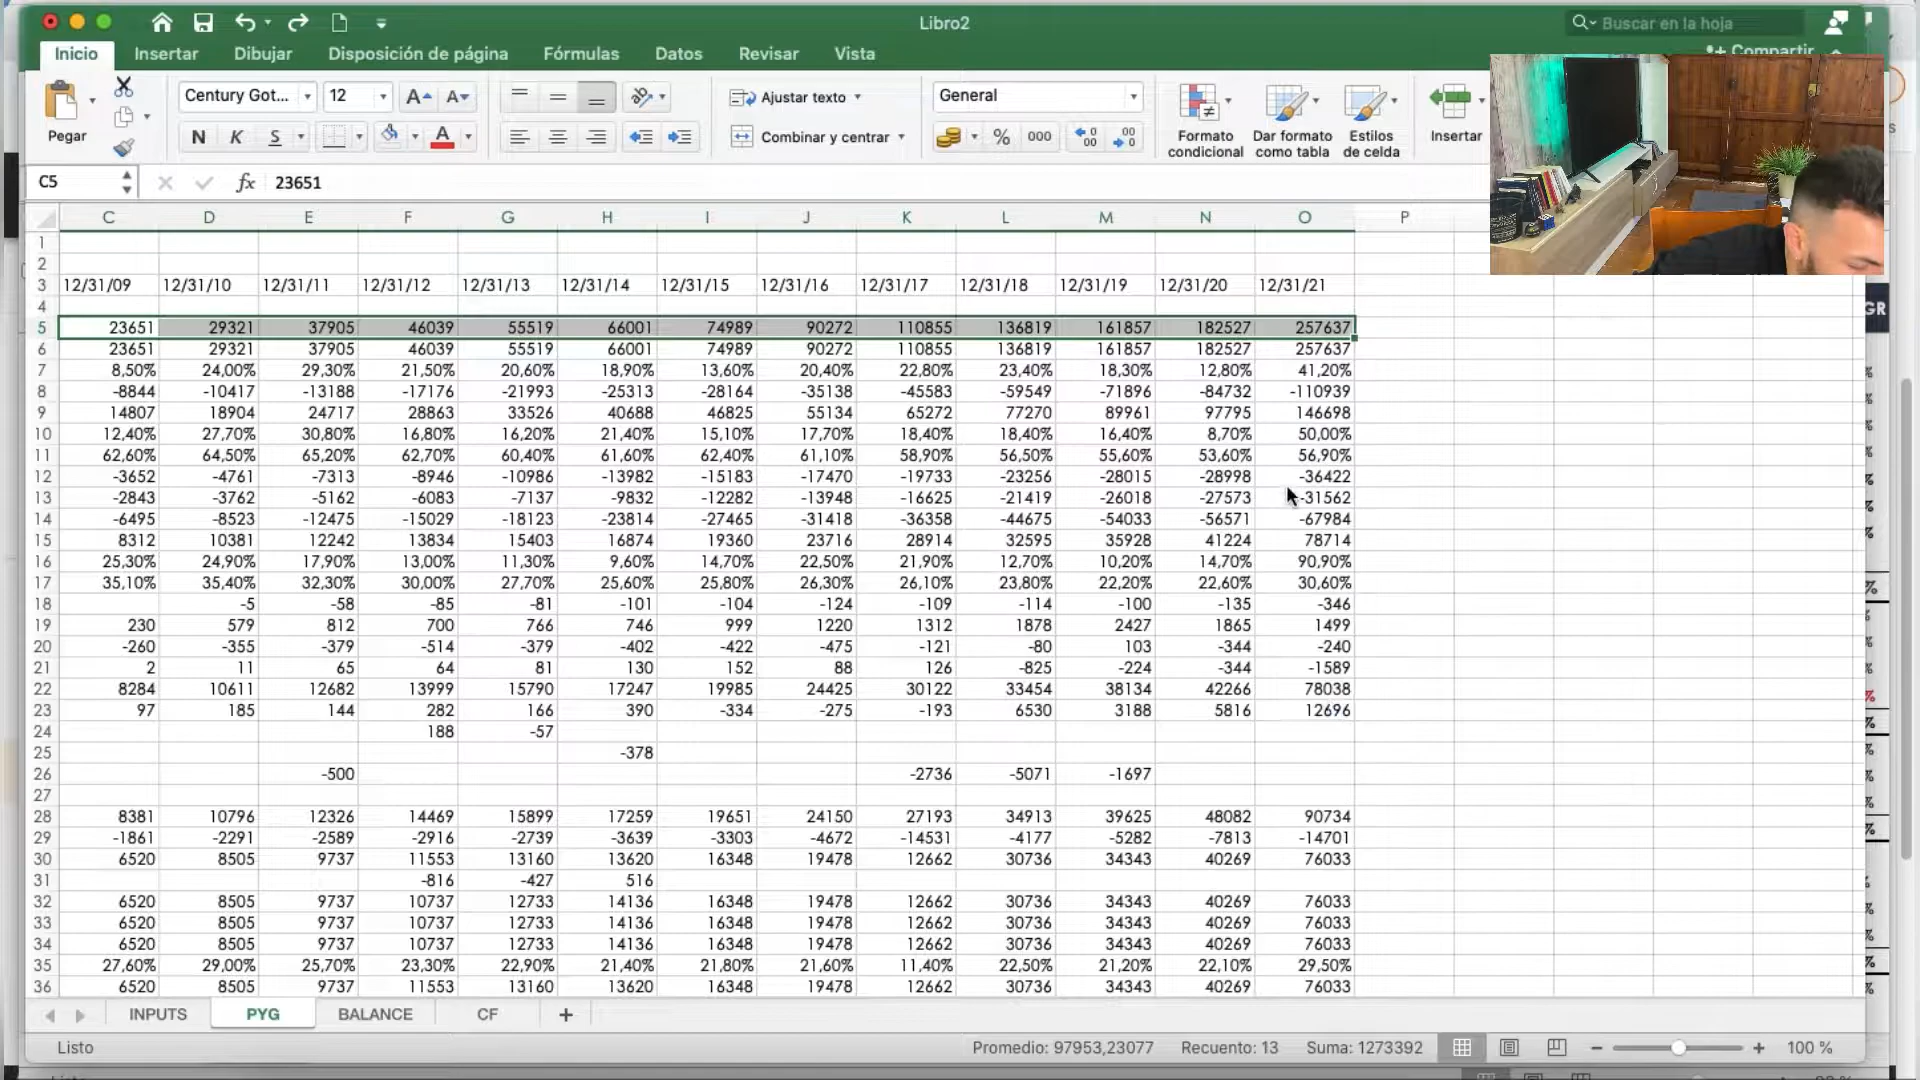 Libro2
Buscar en la hoja
Inicio Insertar Dibujar Disposición de página Fórmulas Datos Revisar Vista Compartir
Century Got... 12 Ajustar texto General
Pegar N K S Combinar y centrar % 000 Formato condicional Dar formato como tabla Estilos de celda Insertar
C5 fx 23651
C D E F G H I J K L M N O P
1
2
3 12/31/09 12/31/10 12/31/11 12/31/12 12/31/13 12/31/14 12/31/15 12/31/16 12/31/17 12/31/18 12/31/19 12/31/20 12/31/21
4
5 23651 29321 37905 46039 55519 66001 74989 90272 110855 136819 161857 182527 257637
6 23651 29321 37905 46039 55519 66001 74989 90272 110855 136819 161857 182527 257637
7 8,50% 24,00% 29,30% 21,50% 20,60% 18,90% 13,60% 20,40% 22,80% 23,40% 18,30% 12,80% 41,20%
8 -8844 -10417 -13188 -17176 -21993 -25313 -28164 -35138 -45583 -59549 -71896 -84732 -110939
9 14807 18904 24717 28863 33526 40688 46825 55134 65272 77270 89961 97795 146698
10 12,40% 27,70% 30,80% 16,80% 16,20% 21,40% 15,10% 17,70% 18,40% 18,40% 16,40% 8,70% 50,00%
11 62,60% 64,50% 65,20% 62,70% 60,40% 61,60% 62,40% 61,10% 58,90% 56,50% 55,60% 53,60% 56,90%
12 -3652 -4761 -7313 -8946 -10986 -13982 -15183 -17470 -19733 -23256 -28015 -28998 -36422
13 -2843 -3762 -5162 -6083 -7137 -9832 -12282 -13948 -16625 -21419 -26018 -27573 -31562
14 -6495 -8523 -12475 -15029 -18123 -23814 -27465 -31418 -36358 -44675 -54033 -56571 -67984
15 8312 10381 12242 13834 15403 16874 19360 23716 28914 32595 35928 41224 78714
16 25,30% 24,90% 17,90% 13,00% 11,30% 9,60% 14,70% 22,50% 21,90% 12,70% 10,20% 14,70% 90,90%
17 35,10% 35,40% 32,30% 30,00% 27,70% 25,60% 25,80% 26,30% 26,10% 23,80% 22,20% 22,60% 30,60%
18 -5 -58 -85 -81 -101 -104 -124 -109 -114 -100 -135 -346
19 230 579 812 700 766 746 999 1220 1312 1878 2427 1865 1499
20 -260 -355 -379 -514 -379 -402 -422 -475 -121 -80 103 -344 -240
21 2 11 65 64 81 130 152 88 126 -825 -224 -344 -1589
22 8284 10611 12682 13999 15790 17247 19985 24425 30122 33454 38134 42266 78038
23 97 185 144 282 166 390 -334 -275 -193 6530 3188 5816 12696
24 188 -57
25 -378
26 -500 -2736 -5071 -1697
27
28 8381 10796 12326 14469 15899 17259 19651 24150 27193 34913 39625 48082 90734
29 -1861 -2291 -2589 -2916 -2739 -3639 -3303 -4672 -14531 -4177 -5282 -7813 -14701
30 6520 8505 9737 11553 13160 13620 16348 19478 12662 30736 34343 40269 76033
31 -816 -427 516
32 6520 8505 9737 10737 12733 14136 16348 19478 12662 30736 34343 40269 76033
33 6520 8505 9737 10737 12733 14136 16348 19478 12662 30736 34343 40269 76033
34 6520 8505 9737 10737 12733 14136 16348 19478 12662 30736 34343 40269 76033
35 27,60% 29,00% 25,70% 23,30% 22,90% 21,40% 21,80% 21,60% 11,40% 22,50% 21,20% 22,10% 29,50%
36 6520 8505 9737 11553 13160 13620 16348 19478 12662 30736 34343 40269 76033
INPUTS PYG BALANCE CF +
Listo Promedio: 97953,23077 Recuento: 13 Suma: 1273392 100 %